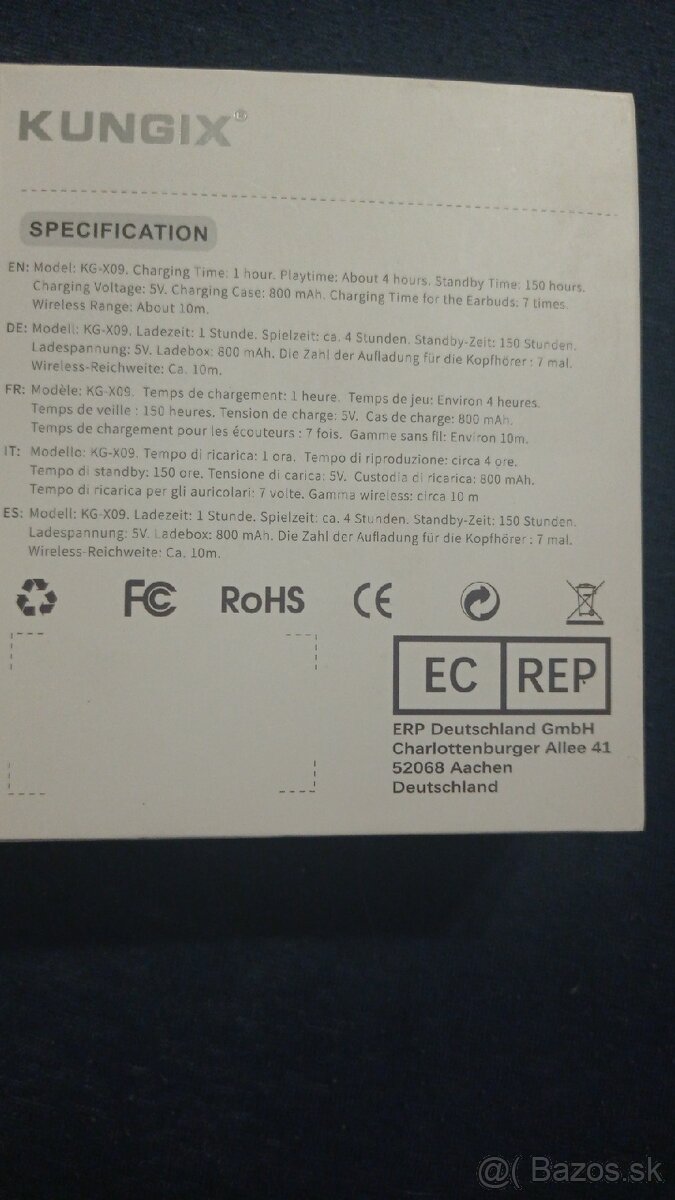 KUNGIX®
SPECIFICATION
EN: Model: KG-X09. Charging Time: 1 hour. Playtime: About 4 hours. Standby Time: 150 hours.
Charging Voltage: 5V. Charging Case: 800 mAh. Charging Time for the Earbuds: 7 times.
Wireless Range: About 10m.
DE: Modell: KG-X09. Ladezeit: 1 Stunde. Spielzeit: ca. 4 Stunden. Standby-Zeit: 150 Stunden.
Ladespannung: 5V. Ladebox: 800 mAh. Die Zahl der Aufladung für die Kopfhörer : 7 mal.
Wireless-Reichweite: Ca. 10m.
FR: Modèle: KG-X09. Temps de chargement: 1 heure. Temps de jeu: Environ 4 heures.
Temps de veille : 150 heures. Tension de charge: 5V. Cas de charge: 800 mAh.
Temps de chargement pour les écouteurs : 7 fois. Gamme sans fil: Environ 10m.
IT: Modello: KG-X09. Tempo di ricarica: 1 ora. Tempo di riproduzione: circa 4 ore.
Tempo di standby: 150 ore. Tensione di carica: 5V. Custodia di ricarica: 800 mAh.
Tempo di ricarica per gli auricolari: 7 volte. Gamma wireless: circa 10 m
ES: Modell: KG-X09. Ladezeit: 1 Stunde. Spielzeit: ca. 4 Stunden. Standby-Zeit: 150 Stunden.
Ladespannung: 5V. Ladebox: 800 mAh. Die Zahl der Aufladung für die Kopfhörer : 7 mal.
Wireless-Reichweite: Ca. 10m.
FC RoHS CE
EC REP
ERP Deutschland GmbH
Charlottenburger Allee 41
52068 Aachen
Deutschland
@( Bazos.sk